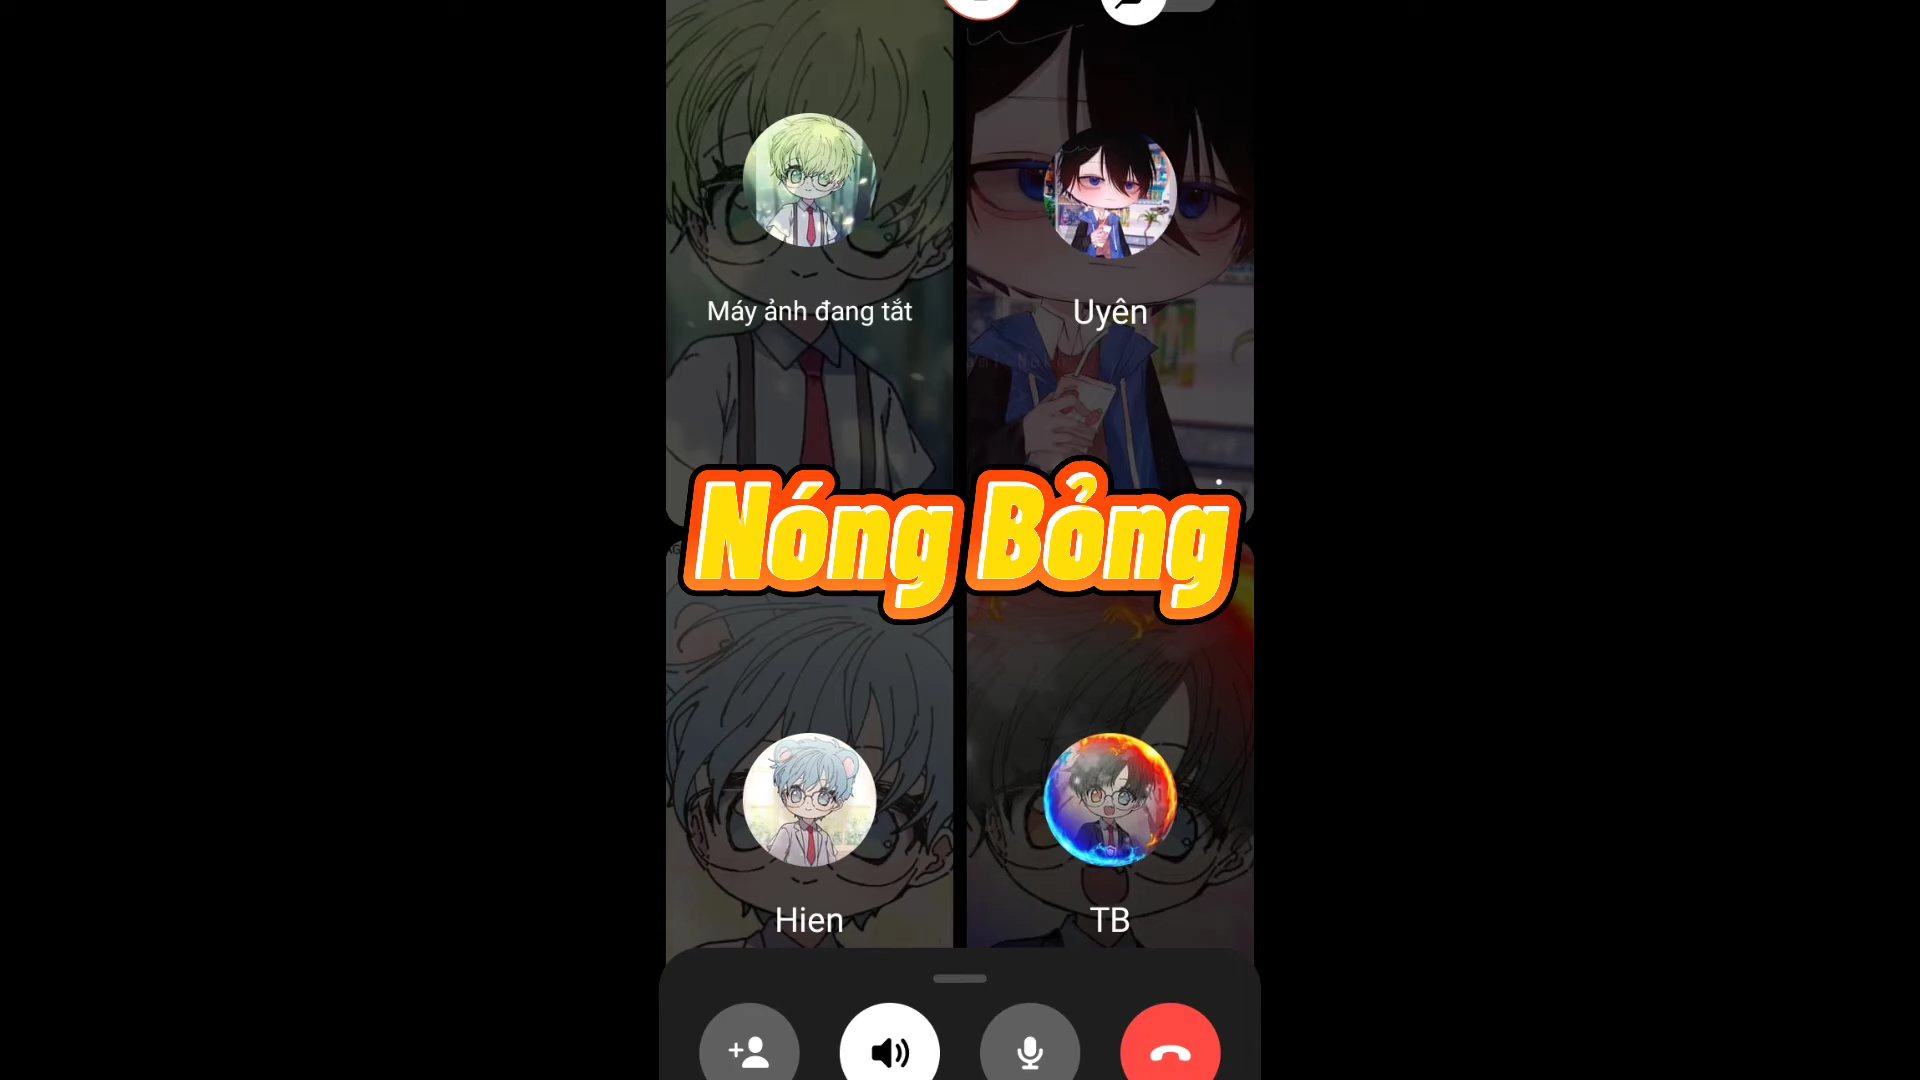 Máy ảnh đang tắt
Uyên
Nóng Bỏng
Hien
TB